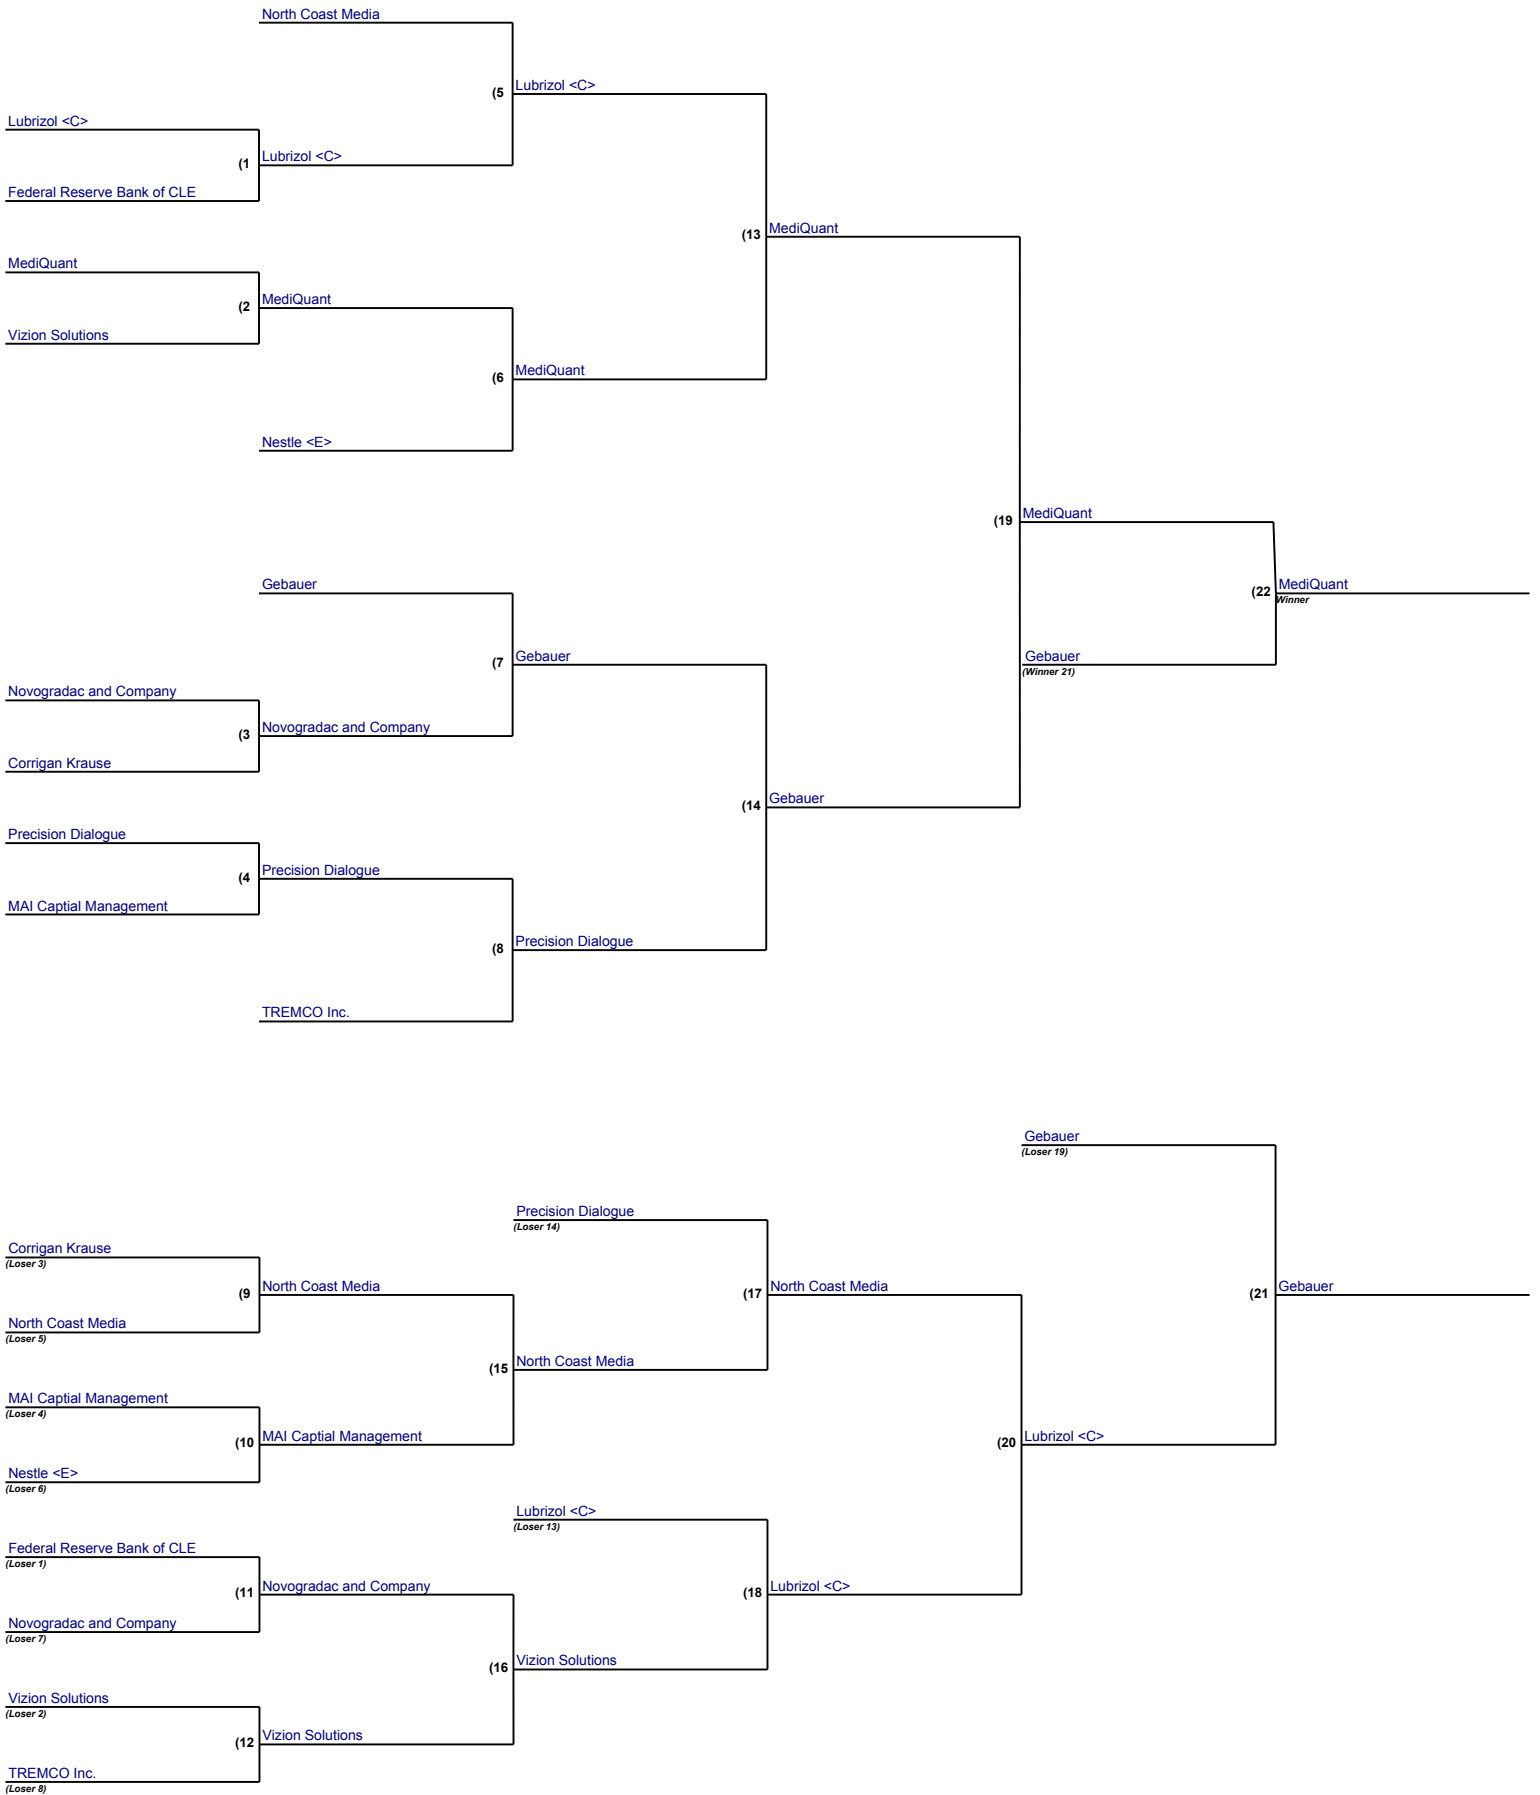 North Coast Media
(5 Lubrizol <C>
Lubrizol <C>
(1 Lubrizol <C>
Federal Reserve Bank of CLE
(13 MediQuant
MediQuant
(2 MediQuant
Vizion Solutions
(6 MediQuant
Nestle <E>
(19 MediQuant
Gebauer
(22 MediQuant
Winner
(7 Gebauer
Gebauer
(Winner 21)
Novogradac and Company
(3 Novogradac and Company
Corrigan Krause
(14 Gebauer
Precision Dialogue
(4 Precision Dialogue
MAI Captial Management
(8 Precision Dialogue
TREMCO Inc.
Gebauer
(Loser 19)
Precision Dialogue
(Loser 14)
Corrigan Krause
(Loser 3)
(9 North Coast Media
(17 North Coast Media
(21 Gebauer
North Coast Media
(Loser 5)
(15 North Coast Media
MAI Captial Management
(Loser 4)
(10 MAI Captial Management
(20 Lubrizol <C>
Nestle <E>
(Loser 6)
Lubrizol <C>
(Loser 13)
Federal Reserve Bank of CLE
(Loser 1)
(11 Novogradac and Company
(18 Lubrizol <C>
Novogradac and Company
(Loser 7)
(16 Vizion Solutions
Vizion Solutions
(Loser 2)
(12 Vizion Solutions
TREMCO Inc.
(Loser 8)